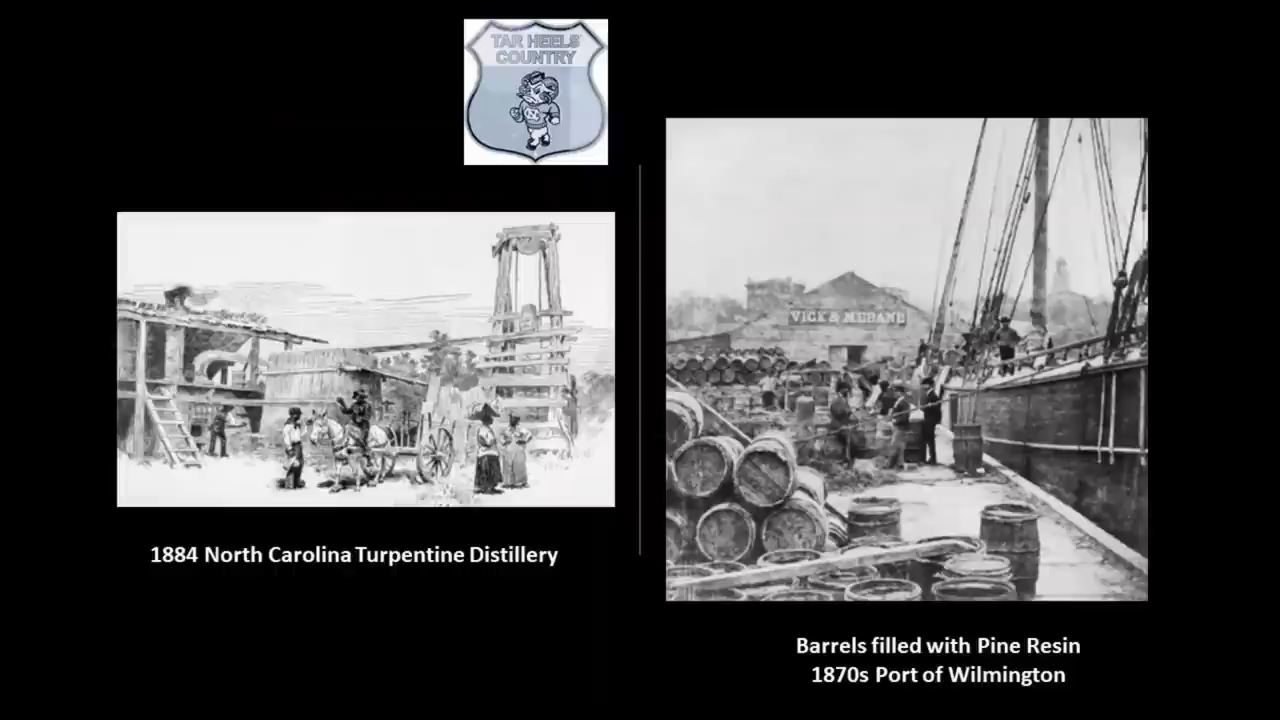 TAR HEELS
COUNTRY
NC
VICK & MEBANE
1884 North Carolina Turpentine Distillery
Barrels filled with Pine Resin
1870s Port of Wilmington